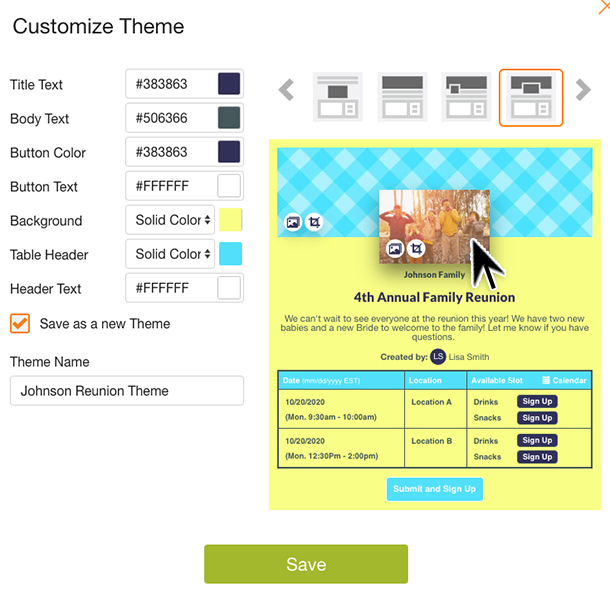 Customize Theme
Title Text #383863
Body Text #506366
Button Color #383863
Button Text #FFFFFF
Background Solid Color
Table Header Solid Color
Header Text #FFFFFF
Save as a new Theme
Theme Name
Johnson Reunion Theme
Johnson Family
4th Annual Family Reunion
We can't wait to see everyone at the reunion this year! We have two new
babies and a new Bride to welcome to the family! Let me know if you have
questions.
Created by: LS Lisa Smith
Date (mm/dd/yyyy EST) Location Available Slot Calendar
10/20/2020 Location A Drinks Sign Up
(Mon. 9:30am - 10:00am) Snacks Sign Up
10/20/2020 Location B Drinks Sign Up
(Mon. 12:30Pm - 2:00pm) Snacks Sign Up
Submit and Sign Up
Save